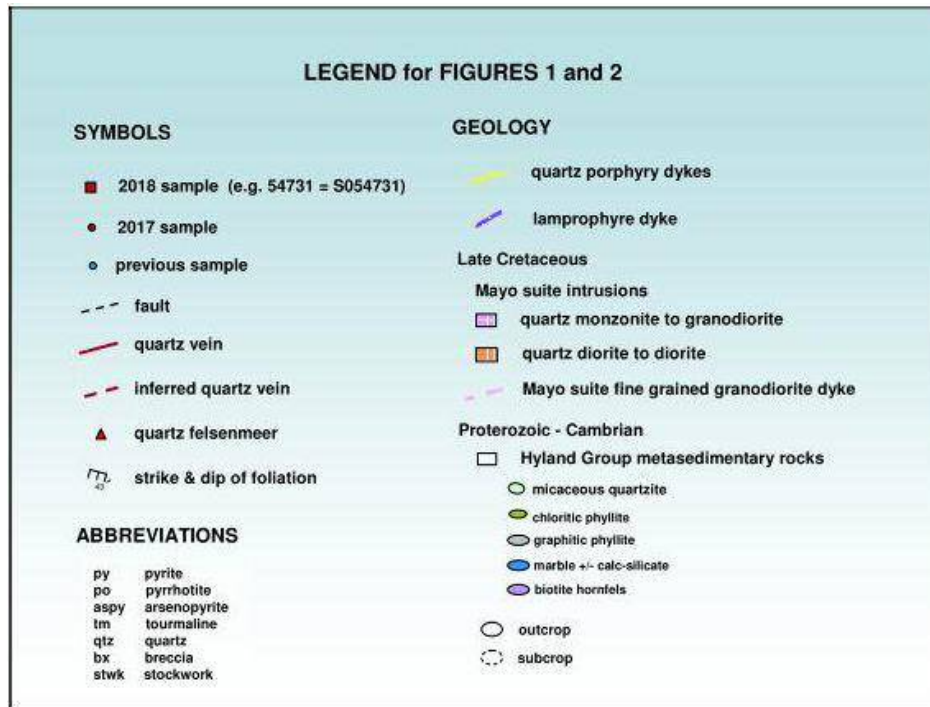 LEGEND for FIGURES 1 and 2
SYMBOLS
2018 sample (e.g. 54731 = S054731)
2017 sample
previous sample
fault
quartz vein
inferred quartz vein
quartz felsenmeer
43
strike & dip of foliation
ABBREVIATIONS
py pyrite
po pyrrhotite
aspy arsenopyrite
tm tourmaline
qtz quartz
bx breccia
stwk stockwork
GEOLOGY
quartz porphyry dykes
lamprophyre dyke
Late Cretaceous
Mayo suite intrusions
quartz monzonite to granodiorite
quartz diorite to diorite
Mayo suite fine grained granodiorite dyke
Proterozoic - Cambrian
Hyland Group metasedimentary rocks
micaceous quartzite
chloritic phyllite
graphitic phyllite
marble +/- calc-silicate
biotite hornfels
outcrop
subcrop